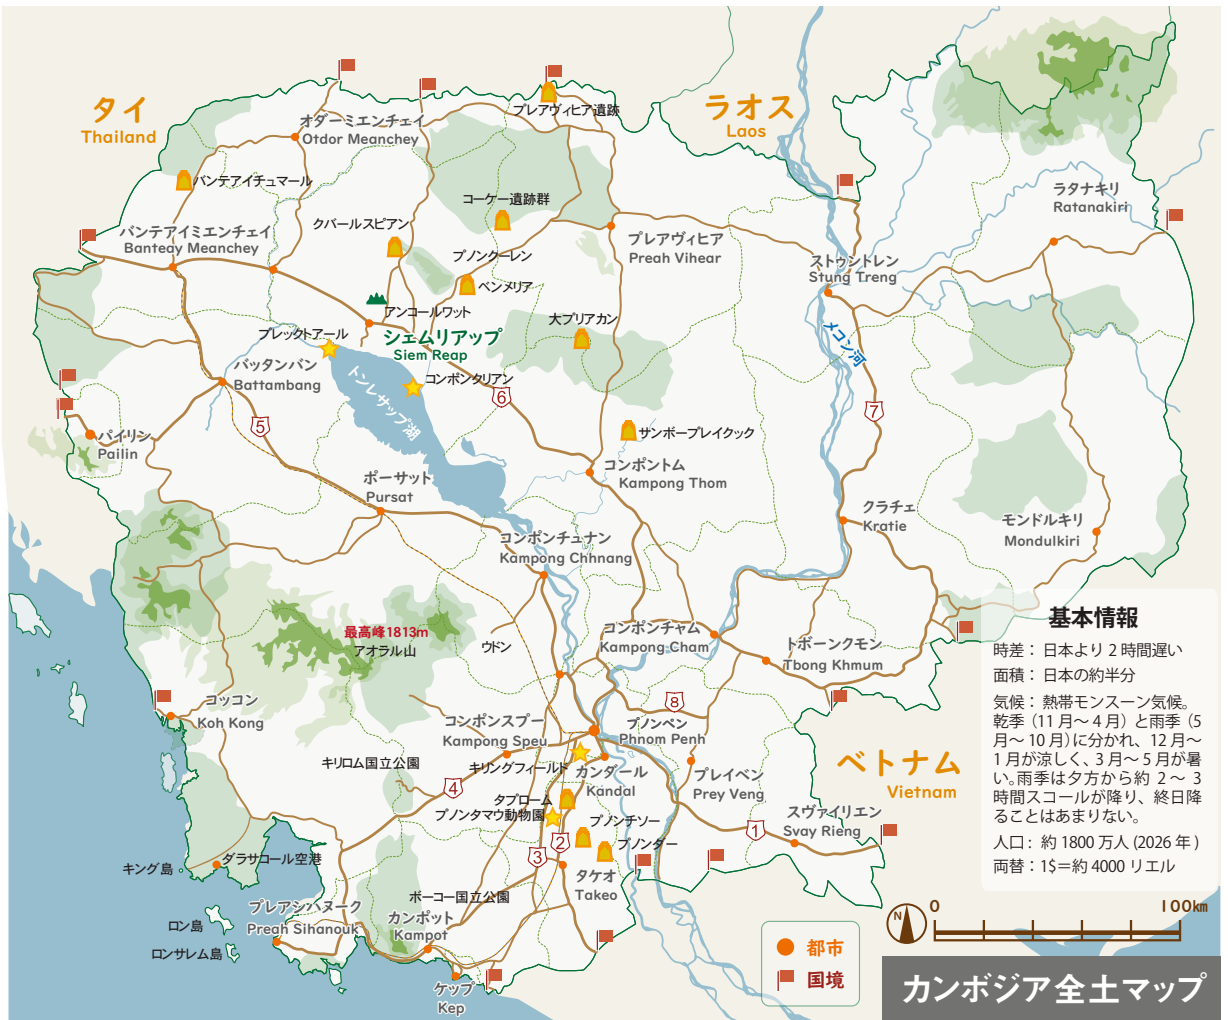 タイ
Thailand
ラオス
Laos
オダーミエンチェイ
Otdor Meanchey
プレアヴィヒア遺跡
バンテアイチュマール
コーケー遺跡群
ラタナキリ
Ratanakiri
バンテアイミエンチェイ
Banteay Meanchey
クバールスピアン
プレアヴィヒア
Preah Vihear
プノンクーレン
ベンメリア
ストゥントレン
Stung Treng
アンコールワット
シェムリアップ
Siem Reap
大プリアカン
プレックトアール
メコン河
バッタンバン
Battambang
トンレサップ湖
コンポンクリアン
6
7
5
パイリン
Pailin
サンボープレイクック
コンポントム
Kampong Thom
ポーサット
Pursat
クラチェ
Kratie
モンドルキリ
Mondulkiri
コンポンチュナン
Kampong Chhnang
最高峰1813m
アオラル山
ウドン
コンポンチャム
Kampong Cham
トボーンクモン
Tbong Khmum
コッコン
Koh Kong
8
コンポンスプー
Kampong Speu
プノンペン
Phnom Penh
キリロム国立公園
キリングフィールド
カンダール
Kandal
プレイベン
Prey Veng
ベトナム
Vietnam
4
タプローム
プノンタマウ動物園
プノンチソー
スヴァイリエン
Svay Rieng
1
2
3
プノンダー
タケオ
Takeo
キング島
ダラサコール空港
ボーコー国立公園
プレアシハヌーク
Preah Sihanouk
カンポット
Kampot
ロン島
ロンサレム島
ケップ
Kep
基本情報
時差：日本より2時間遅い
面積：日本の約半分
気候：熱帯モンスーン気候。
乾季（11月〜4月）と雨季（5
月〜10月）に分かれ、12月〜
1月が涼しく、3月〜5月が暑
い。雨季は夕方から約2〜3
時間スコールが降り、終日降
ることはあまりない。
人口：約1800万人(2026年)
両替：1$＝約4000リエル
N
0
100km
都市
国境
カンボジア全土マップ